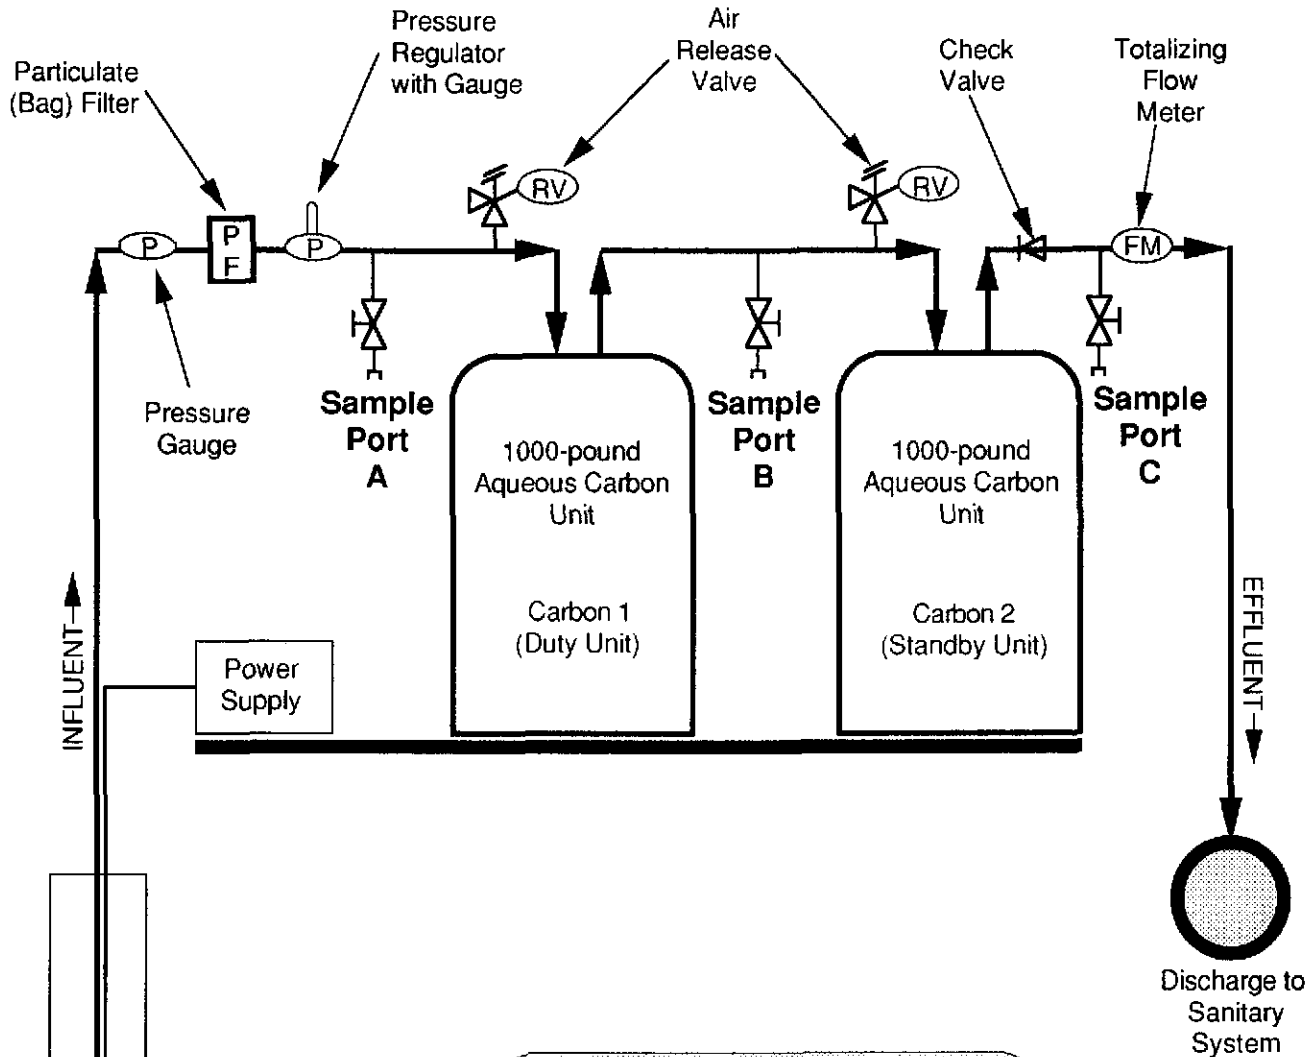 Particulate
(Bag) Filter
Pressure
Regulator
with Gauge
Air
Release
Valve
Check
Valve
Totalizing
Flow
Meter
P
P
F
P
RV
RV
FM
Pressure
Gauge
Sample
Port
A
Sample
Port
B
Sample
Port
C
1000-pound
Aqueous Carbon
Unit
Carbon 1
(Duty Unit)
1000-pound
Aqueous Carbon
Unit
Carbon 2
(Standby Unit)
INFLUENT
Power
Supply
EFFLUENT
Discharge to
Sanitary
System